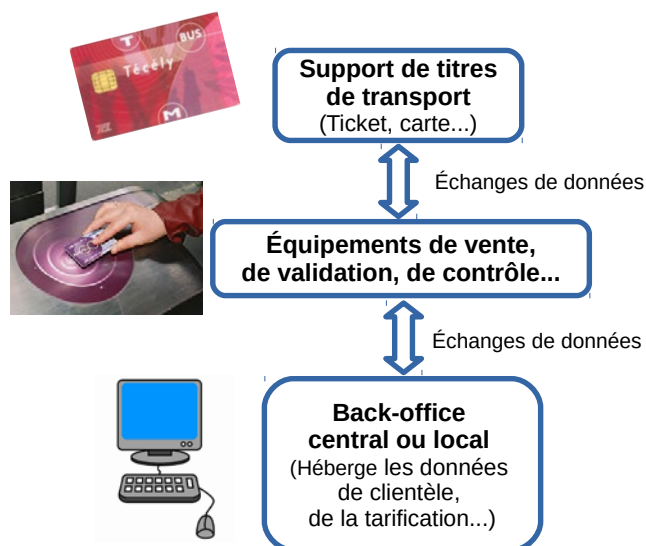 T
BUS
Técély
M
Support de titres
de transport
(Ticket, carte...)
Échanges de données
Équipements de vente,
de validation, de contrôle...
Échanges de données
Back-office
central ou local
(Héberge les données
de clientèle,
de la tarification...)